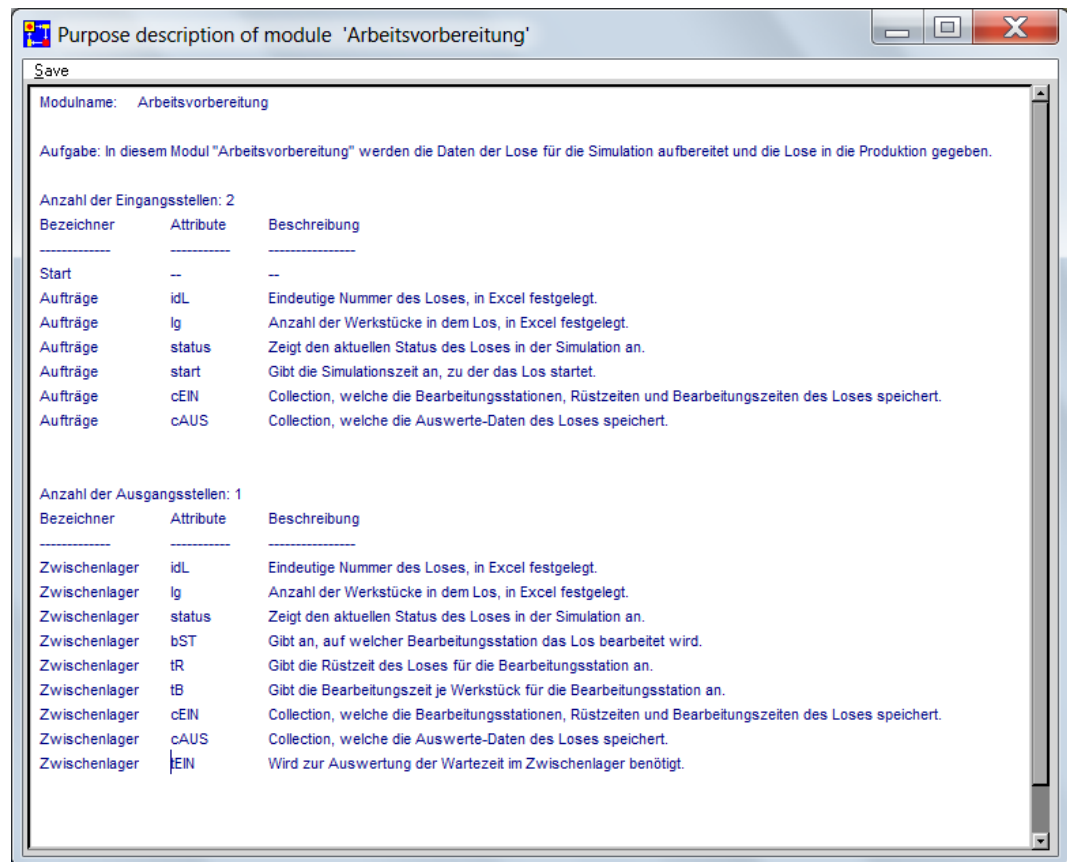 Purpose description of module 'Arbeitsvorbereitung'
Save
Modulname: Arbeitsvorbereitung
Aufgabe: In diesem Modul "Arbeitsvorbereitung" werden die Daten der Lose für die Simulation aufbereitet und die Lose in die Produktion gegeben.
Anzahl der Eingangsstellen: 2
Bezeichner Attribute Beschreibung
------------- ----------- ----------------
Start -- --
Aufträge idL Eindeutige Nummer des Loses, in Excel festgelegt.
Aufträge lg Anzahl der Werkstücke in dem Los, in Excel festgelegt.
Aufträge status Zeigt den aktuellen Status des Loses in der Simulation an.
Aufträge start Gibt die Simulationszeit an, zu der das Los startet.
Aufträge cEIN Collection, welche die Bearbeitungsstationen, Rüstzeiten und Bearbeitungszeiten des Loses speichert.
Aufträge cAUS Collection, welche die Auswerte-Daten des Loses speichert.
Anzahl der Ausgangsstellen: 1
Bezeichner Attribute Beschreibung
------------- ----------- ----------------
Zwischenlager idL Eindeutige Nummer des Loses, in Excel festgelegt.
Zwischenlager lg Anzahl der Werkstücke in dem Los, in Excel festgelegt.
Zwischenlager status Zeigt den aktuellen Status des Loses in der Simulation an.
Zwischenlager bST Gibt an, auf welcher Bearbeitungsstation das Los bearbeitet wird.
Zwischenlager tR Gibt die Rüstzeit des Loses für die Bearbeitungsstation an.
Zwischenlager tB Gibt die Bearbeitungszeit je Werkstück für die Bearbeitungsstation an.
Zwischenlager cEIN Collection, welche die Bearbeitungsstationen, Rüstzeiten und Bearbeitungszeiten des Loses speichert.
Zwischenlager cAUS Collection, welche die Auswerte-Daten des Loses speichert.
Zwischenlager tEIN Wird zur Auswertung der Wartezeit im Zwischenlager benötigt.